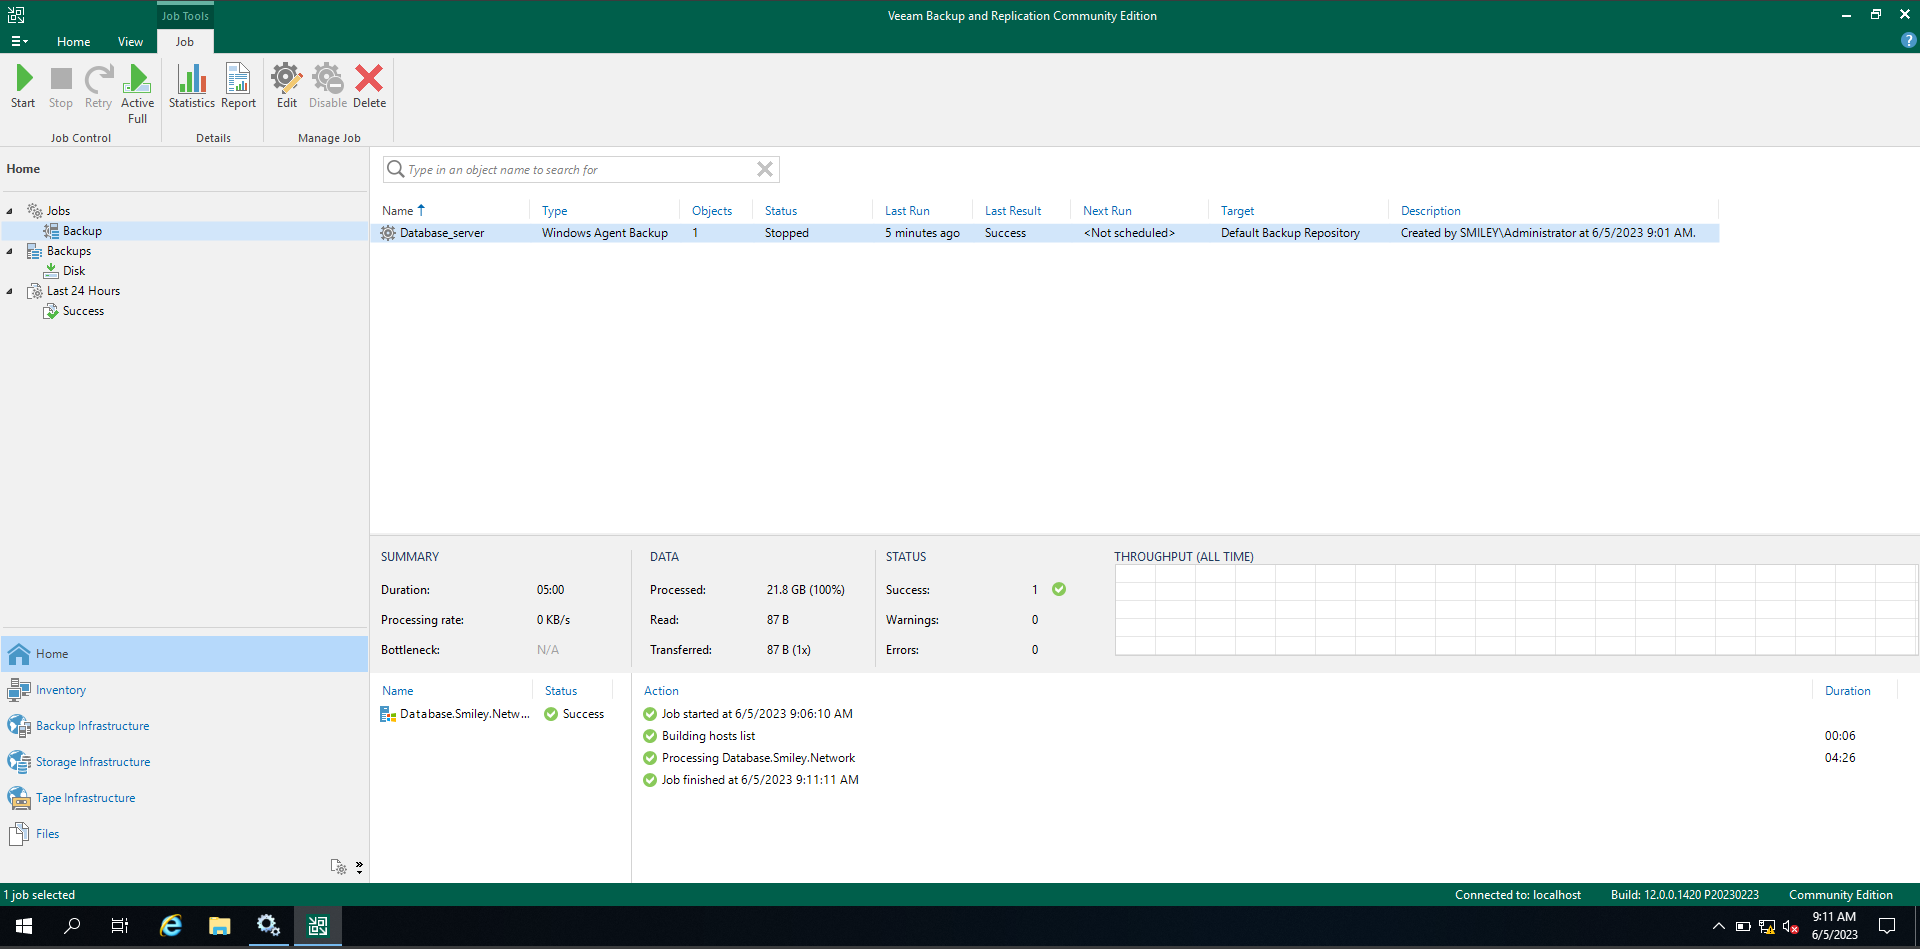 Job Tools
Veeam Backup and Replication Community Edition
Home View Job
?
Start Stop Retry Active Full
Job Control
Statistics Report
Details
Edit Disable Delete
Manage Job
Home
Jobs
Backup
Backups
Disk
Last 24 Hours
Success
Type in an object name to search for
Name Type Objects Status Last Run Last Result Next Run Target Description
Database_server Windows Agent Backup 1 Stopped 5 minutes ago Success <Not scheduled> Default Backup Repository Created by SMILEY\Administrator at 6/5/2023 9:01 AM.
SUMMARY
Duration: 05:00
Processing rate: 0 KB/s
Bottleneck: N/A
DATA
Processed: 21.8 GB (100%)
Read: 87 B
Transferred: 87 B (1x)
STATUS
Success: 1
Warnings: 0
Errors: 0
THROUGHPUT (ALL TIME)
Name Status
Database.Smiley.Netw... Success
Action Duration
Job started at 6/5/2023 9:06:10 AM
Building hosts list 00:06
Processing Database.Smiley.Network 04:26
Job finished at 6/5/2023 9:11:11 AM
Home
Inventory
Backup Infrastructure
Storage Infrastructure
Tape Infrastructure
Files
1 job selected
Connected to: localhost Build: 12.0.0.1420 P20230223 Community Edition
9:11 AM
6/5/2023